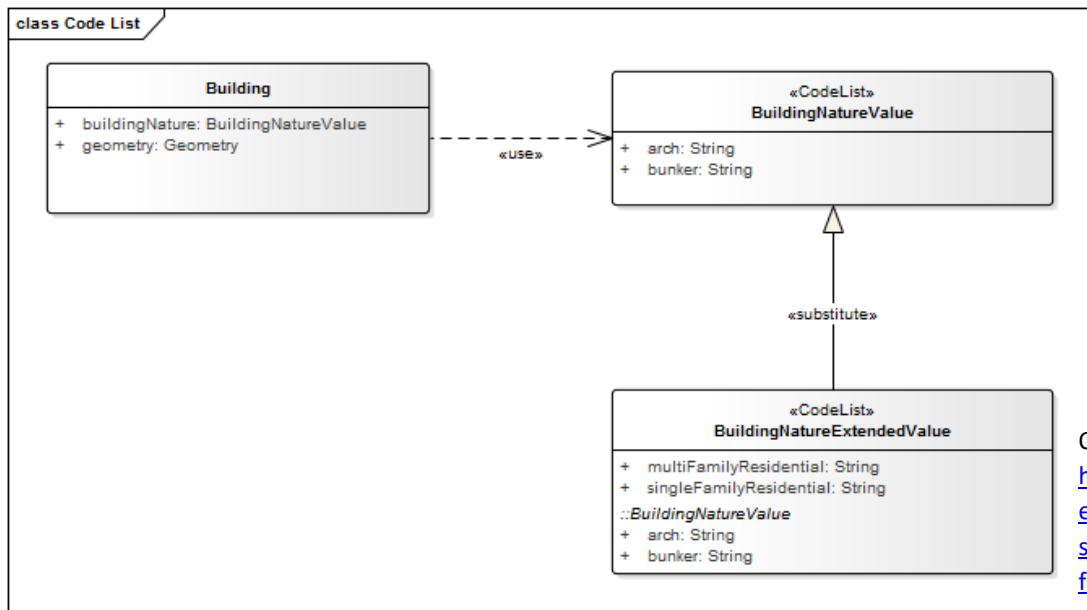 class Code List
Building
+ buildingNature: BuildingNatureValue
+ geometry: Geometry
«use»
«CodeList»
BuildingNatureValue
+ arch: String
+ bunker: String
«substitute»
«CodeList»
BuildingNatureExtendedValue
+ multiFamilyResidential: String
+ singleFamilyResidential: String
::BuildingNatureValue
+ arch: String
+ bunker: String